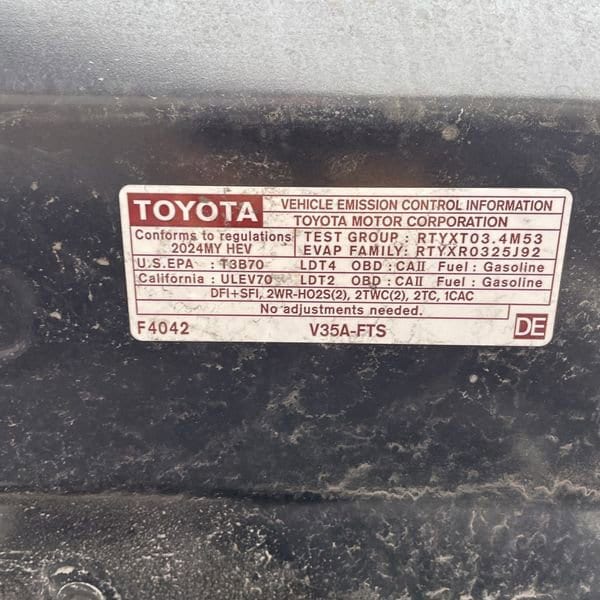 TOYOTA VEHICLE EMISSION CONTROL INFORMATION
TOYOTA MOTOR CORPORATION
Conforms to regulations
2024MY HEV
TEST GROUP : RTYXT03.4M53
EVAP FAMILY: RTYXR0325J92
U.S.EPA : T3B70 LDT4 OBD : CAII Fuel : Gasoline
California : ULEV70 LDT2 OBD : CAII Fuel : Gasoline
DFI+SFI, 2WR-HO2S(2), 2TWC(2), 2TC, 1CAC
No adjustments needed.
F4042 V35A-FTS DE